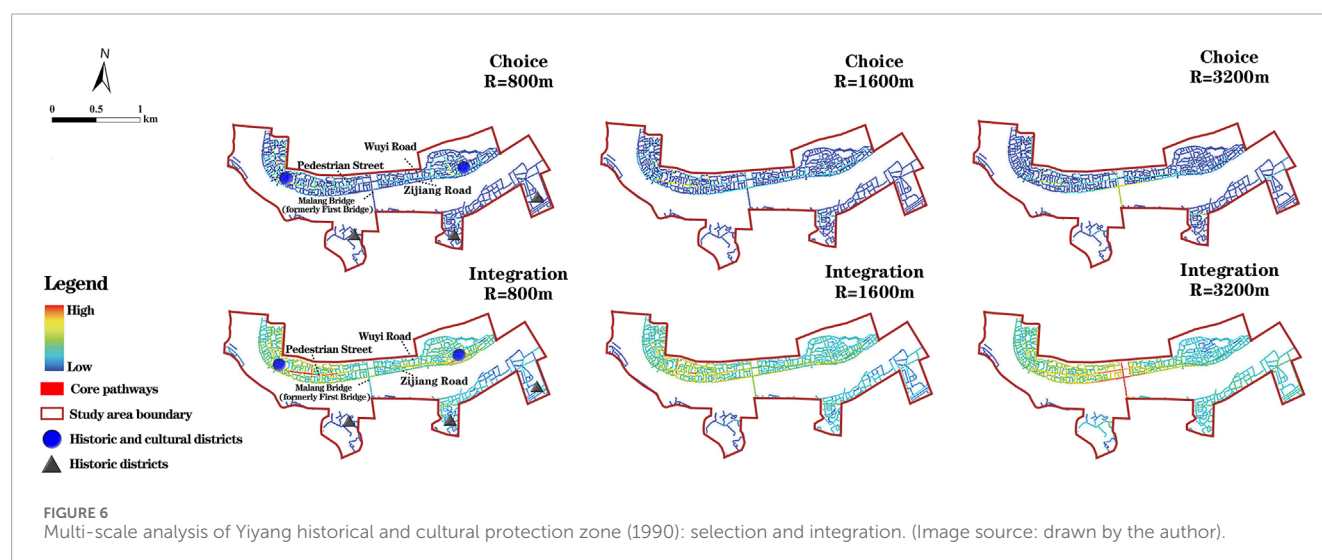 N
0 0.5 1
km
Choice
R=800m
Wuyi Road
Pedestrian Street
Zijiang Road
Malang Bridge
(formerly First Bridge)
Choice
R=1600m
Choice
R=3200m
Legend
High
Low
Core pathways
Study area boundary
Historic and cultural districts
Historic districts
Integration
R=800m
Wuyi Road
Pedestrian Street
Zijiang Road
Malang Bridge
(formerly First Bridge)
Integration
R=1600m
Integration
R=3200m
FIGURE 6
Multi-scale analysis of Yiyang historical and cultural protection zone (1990): selection and integration. (Image source: drawn by the author).